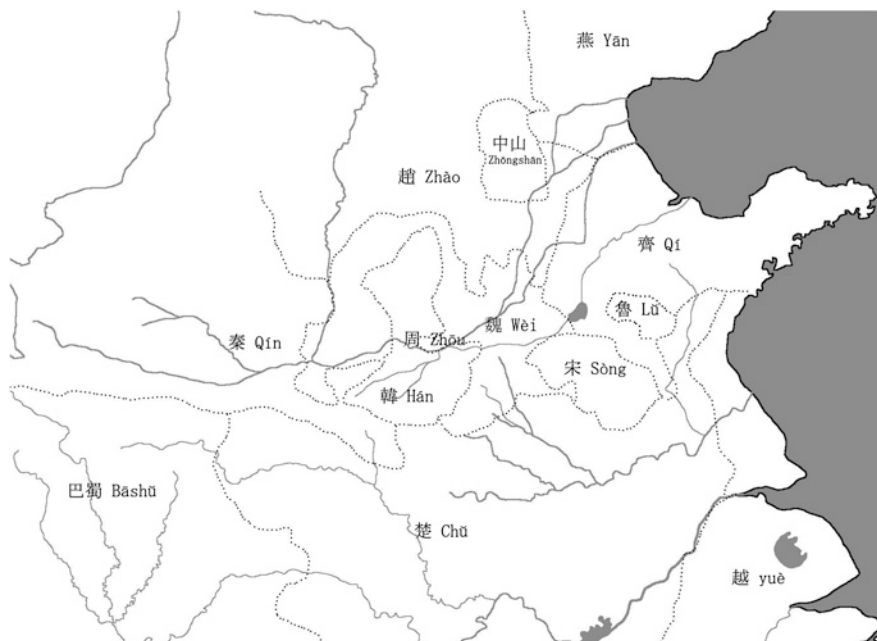 燕 Yān
中山
Zhōngshān
趙 Zhào
齊 Qí
魯 Lǔ
秦 Qín
周 Zhōu
魏 Wèi
宋 Sòng
韓 Hán
巴蜀 Bāshǔ
楚 Chǔ
越 yuè